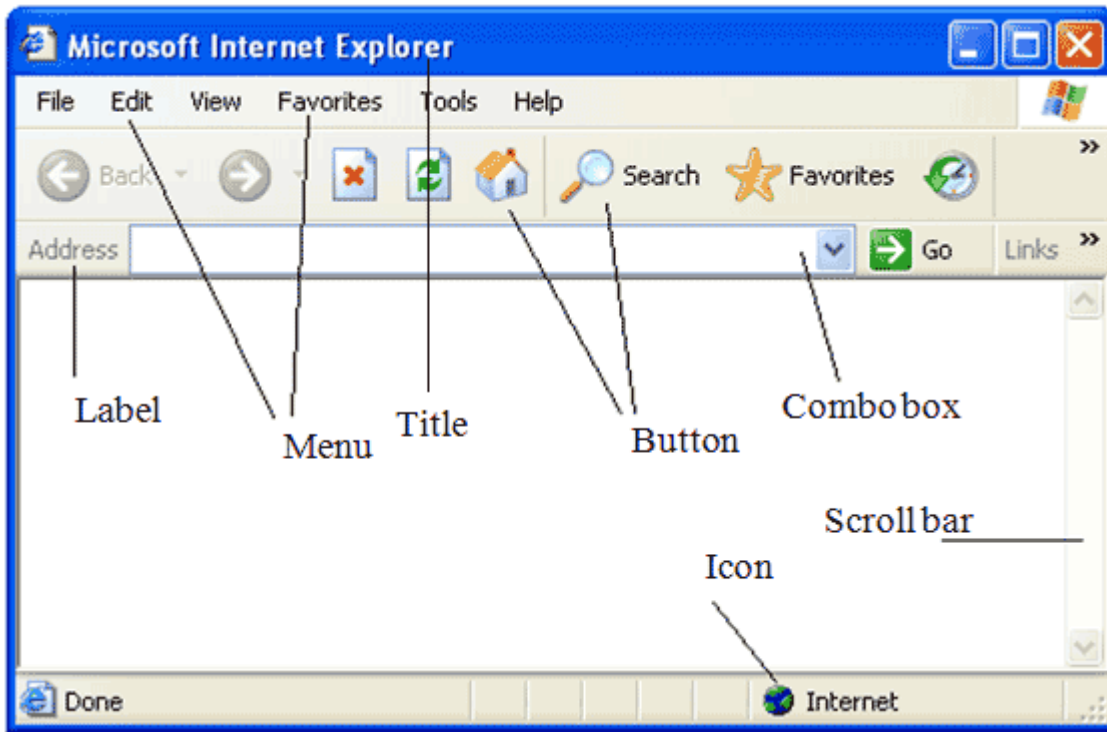 Microsoft Internet Explorer
File Edit View Favorites Tools Help
Back Search Favorites
Address Go Links
Label
Menu
Title
Button
Combo box
Scroll bar
Icon
Done Internet